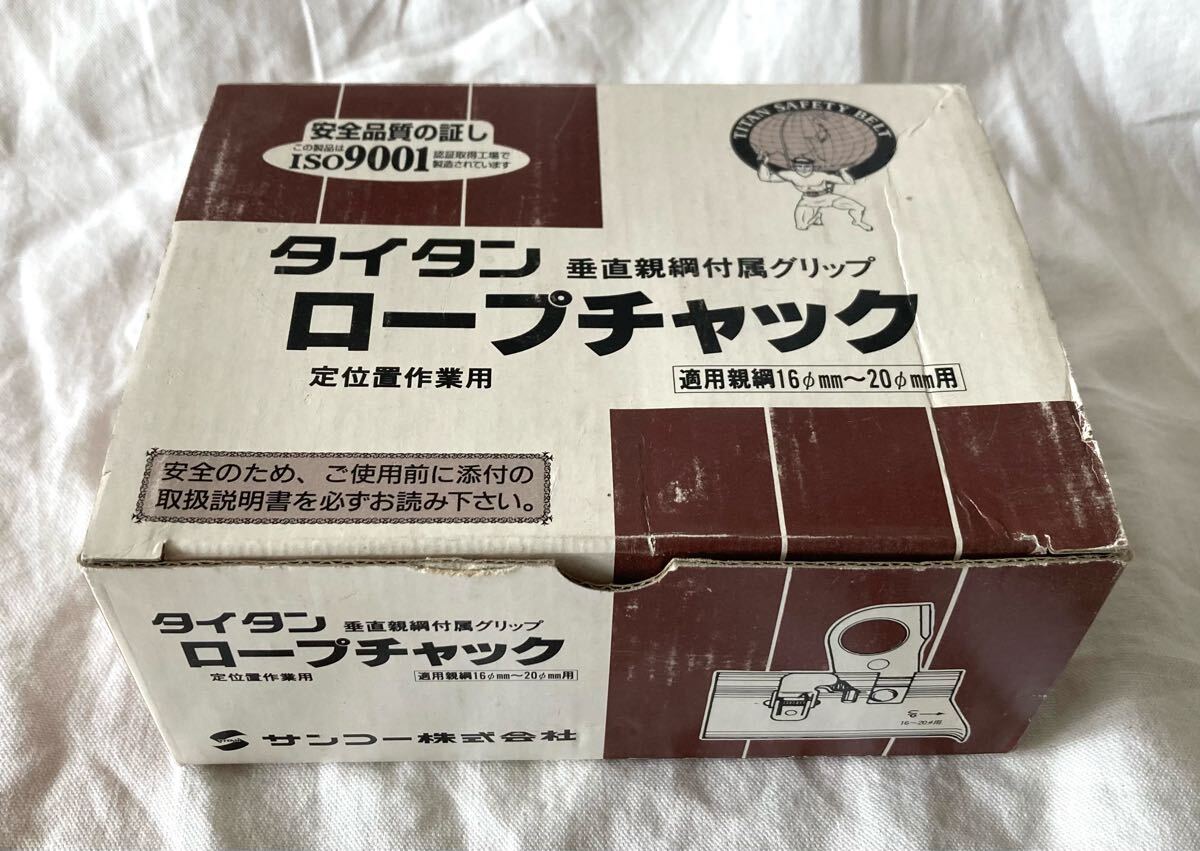 安全品質の証し
この製品は
ISO9001
認証取得工場で
製造されています
TITAN SAFETY BELT
タイタン 垂直親綱付属グリップ
ロープチャック
定位置作業用
適用親綱16φmm〜20φmm用
安全のため、ご使用前に添付の
取扱説明書を必ずお読み下さい。
タイタン 垂直親綱付属グリップ
ロープチャック
定位置作業用
適用親綱16φmm〜20φmm用
サンコー株式会社
16〜20φ用